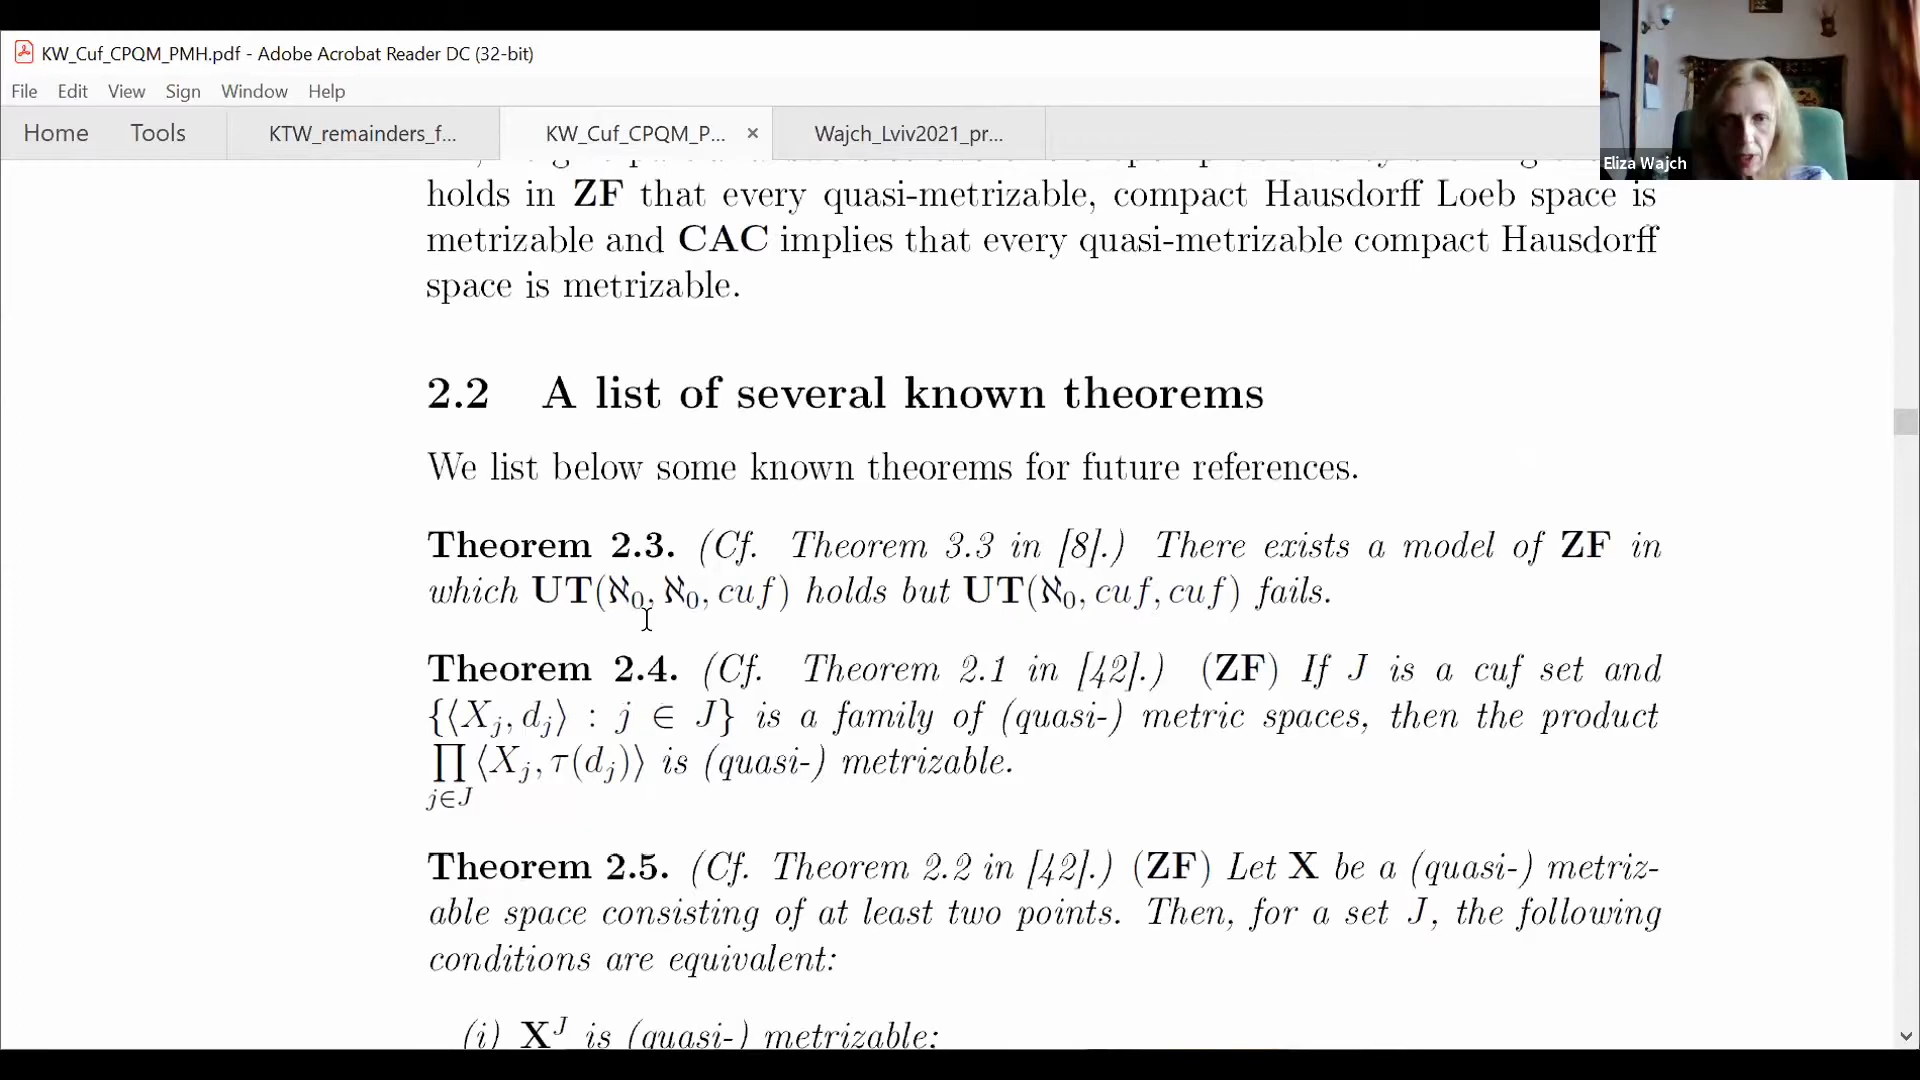 KW_Cuf_CPQM_PMH.pdf - Adobe Acrobat Reader DC (32-bit)
File Edit View Sign Window Help
Home Tools KTW_remainders_f... KW_Cuf_CPQM_P... × Wajch_Lviv2021_pr...
Eliza Wajch
holds in ZF that every quasi-metrizable, compact Hausdorff Loeb space is
metrizable and CAC implies that every quasi-metrizable compact Hausdorff
space is metrizable.
2.2 A list of several known theorems
We list below some known theorems for future references.
Theorem 2.3. (Cf. Theorem 3.3 in [8].) There exists a model of ZF in
which UT(ℵ₀, ℵ₀, cuf) holds but UT(ℵ₀, cuf, cuf) fails.
Theorem 2.4. (Cf. Theorem 2.1 in [42].) (ZF) If J is a cuf set and
{⟨X_j, d_j⟩ : j ∈ J} is a family of (quasi-) metric spaces, then the product
∏_{j∈J} ⟨X_j, τ(d_j)⟩ is (quasi-) metrizable.
Theorem 2.5. (Cf. Theorem 2.2 in [42].) (ZF) Let X be a (quasi-) metriz-
able space consisting of at least two points. Then, for a set J, the following
conditions are equivalent:
(i) X^J is (quasi-) metrizable;